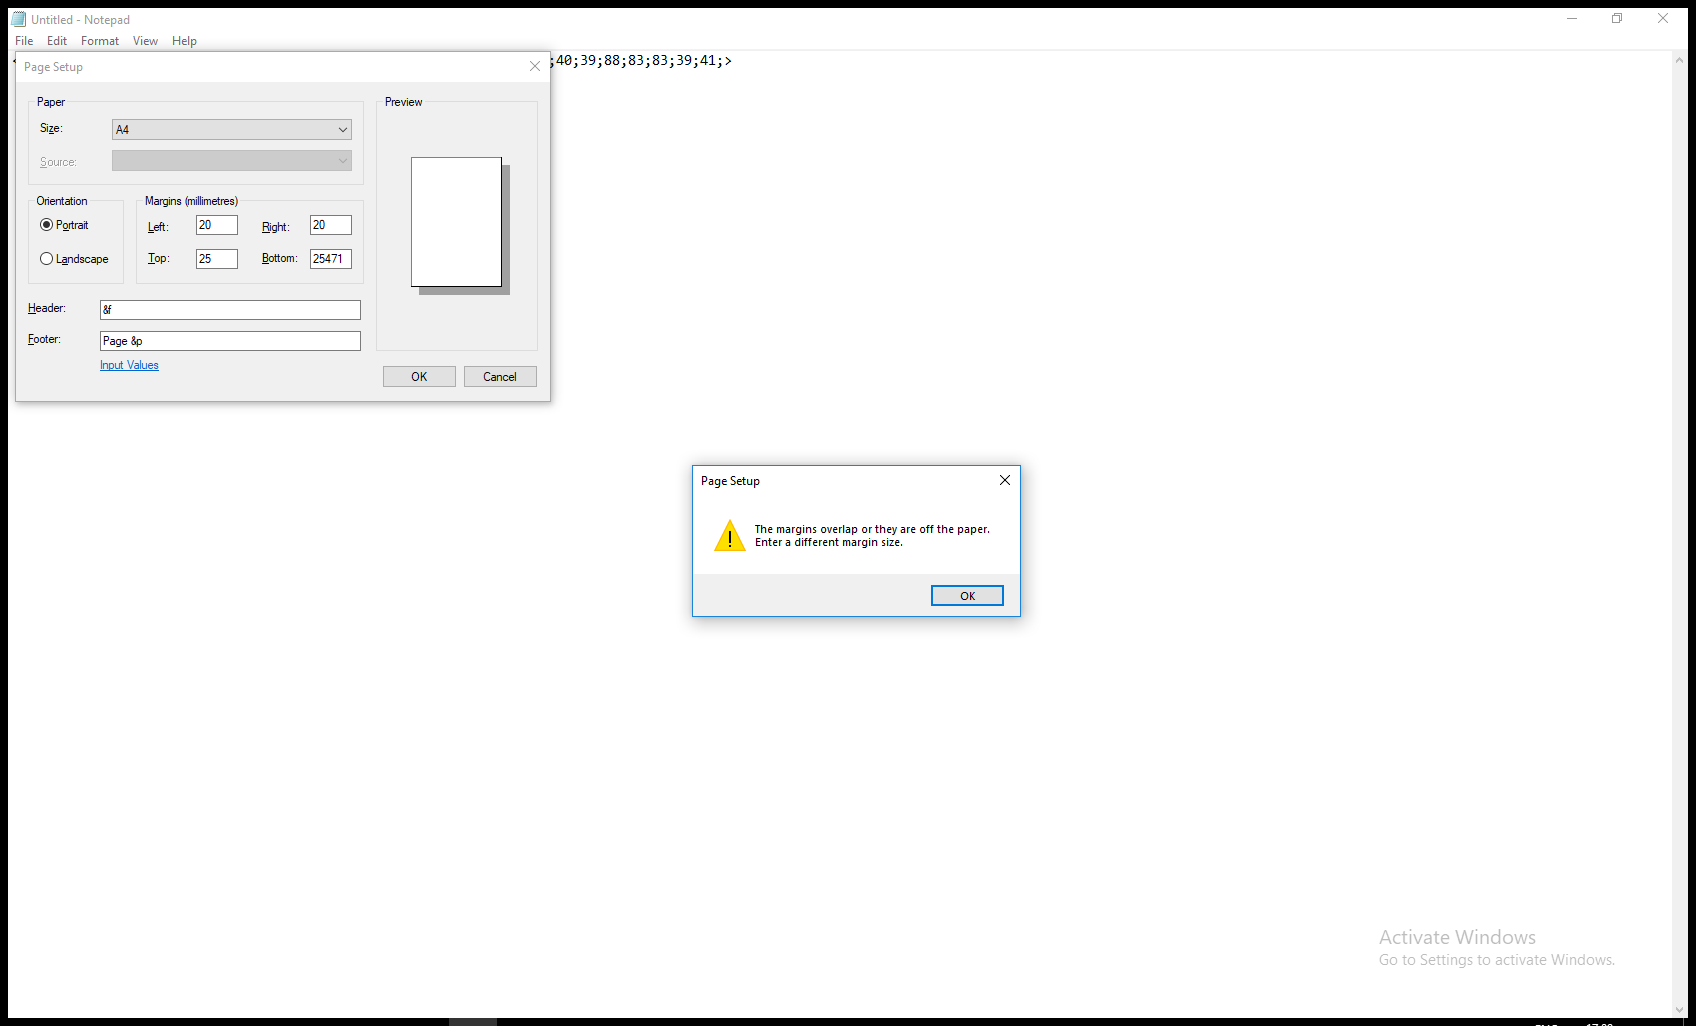 Untitled - Notepad
File Edit Format View Help
;40;39;88;83;83;39;41;>
Page Setup
Paper
Size: A4
Source:
Orientation
Portrait
Landscape
Margins (millimetres)
Left: 20 Right: 20
Top: 25 Bottom: 25471
Header: &f
Footer: Page &p
Input Values
Preview
OK Cancel
Page Setup
The margins overlap or they are off the paper.
Enter a different margin size.
OK
Activate Windows
Go to Settings to activate Windows.